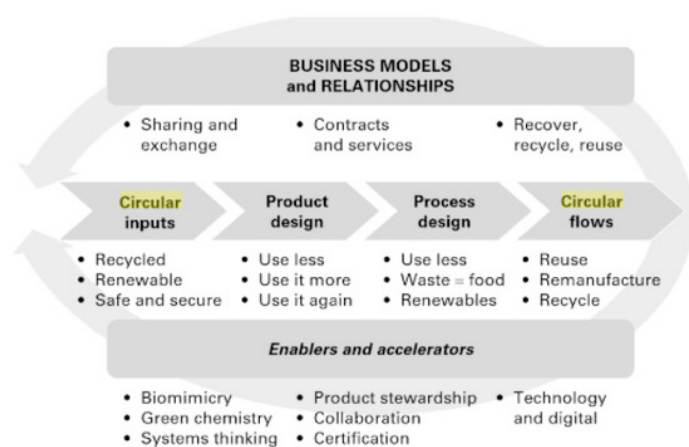 BUSINESS MODELS
and RELATIONSHIPS
• Sharing and
exchange
• Contracts
and services
• Recover,
recycle, reuse
Circular
inputs
Product
design
Process
design
Circular
flows
• Recycled
• Renewable
• Safe and secure
• Use less
• Use it more
• Use it again
• Use less
• Waste = food
• Renewables
• Reuse
• Remanufacture
• Recycle
Enablers and accelerators
• Biomimicry
• Green chemistry
• Systems thinking
• Product stewardship
• Collaboration
• Certification
• Technology
and digital